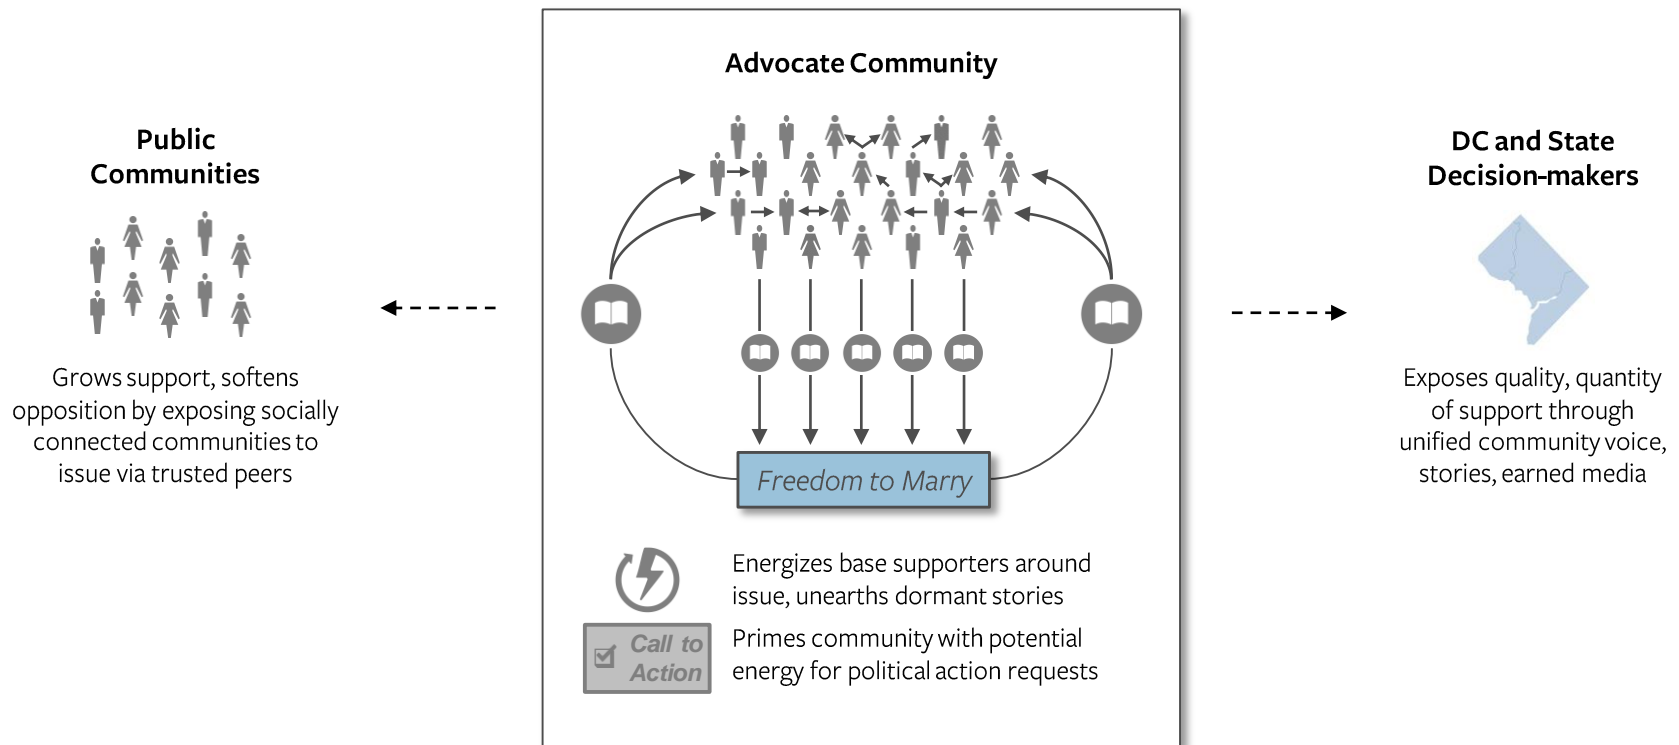 Public
Communities
Grows support, softens
opposition by exposing socially
connected communities to
issue via trusted peers
Advocate Community
Freedom to Marry
Energizes base supporters around
issue, unearths dormant stories
Call to
Action
Primes community with potential
energy for political action requests
DC and State
Decision-makers
Exposes quality, quantity
of support through
unified community voice,
stories, earned media